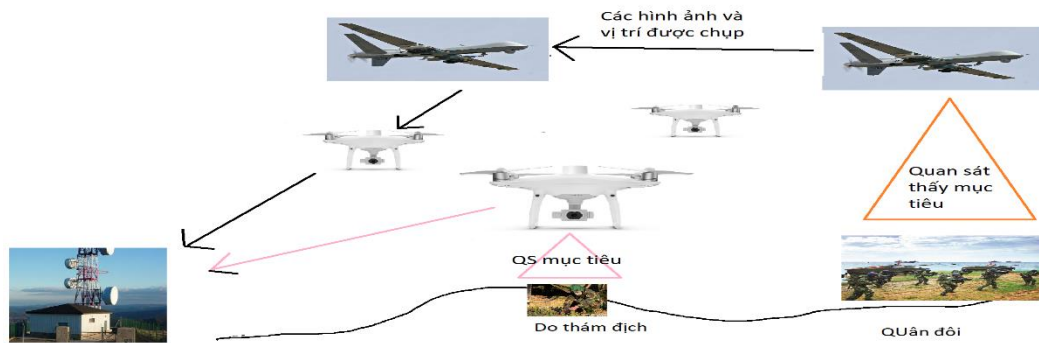 Các hình ảnh và
vị trí được chụp
Quan sát
thấy mục
tiêu
QS mục tiêu
Do thám địch
QUân đôi